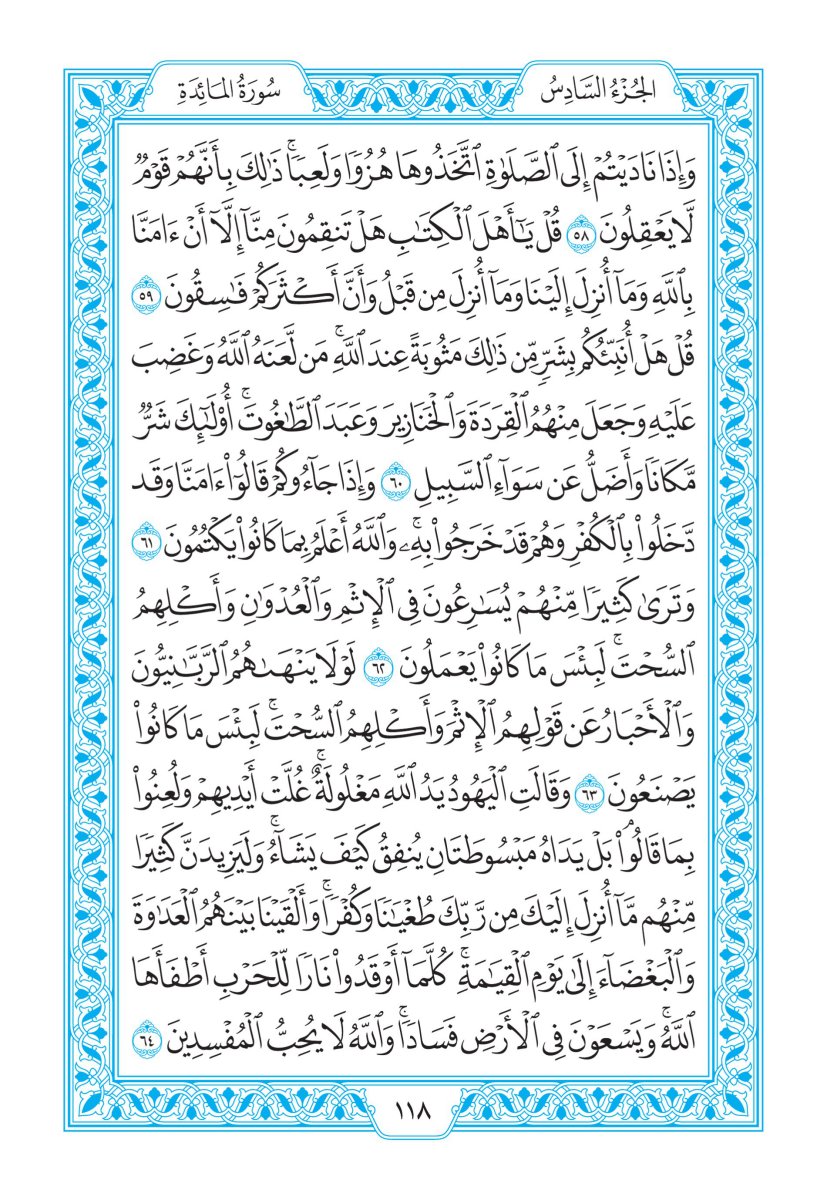 الجُزْءُ السَّادِسُ
سُورَةُ المَائِدَةِ
وَإِذَا نَادَيْتُمْ إِلَى ٱلصَّلَوٰةِ ٱتَّخَذُوهَا هُزُوٗا وَلَعِبٗاۚ ذَٰلِكَ بِأَنَّهُمْ قَوْمٞ
لَّا يَعْقِلُونَ ٥٨ قُلْ يَٰٓأَهْلَ ٱلْكِتَٰبِ هَلْ تَنقِمُونَ مِنَّآ إِلَّآ أَنْ ءَامَنَّا
بِٱللَّهِ وَمَآ أُنزِلَ إِلَيْنَا وَمَآ أُنزِلَ مِن قَبْلُ وَأَنَّ أَكْثَرَكُمْ فَٰسِقُونَ ٥٩
قُلْ هَلْ أُنَبِّئُكُم بِشَرّٖ مِّن ذَٰلِكَ مَثُوبَةً عِندَ ٱللَّهِۚ مَن لَّعَنَهُ ٱللَّهُ وَغَضِبَ
عَلَيْهِ وَجَعَلَ مِنْهُمُ ٱلْقِرَدَةَ وَٱلْخَنَازِيرَ وَعَبَدَ ٱلطَّٰغُوتَۚ أُوْلَٰٓئِكَ شَرّٞ
مَّكَانٗا وَأَضَلُّ عَن سَوَآءِ ٱلسَّبِيلِ ٦٠ وَإِذَا جَآءُوكُمْ قَالُوٓاْ ءَامَنَّا وَقَد
دَّخَلُواْ بِٱلْكُفْرِ وَهُمْ قَدْ خَرَجُواْ بِهِۦۚ وَٱللَّهُ أَعْلَمُ بِمَا كَانُواْ يَكْتُمُونَ ٦١
وَتَرَىٰ كَثِيرٗا مِّنْهُمْ يُسَٰرِعُونَ فِي ٱلْإِثْمِ وَٱلْعُدْوَٰنِ وَأَكْلِهِمُ
ٱلسُّحْتَۚ لَبِئْسَ مَا كَانُواْ يَعْمَلُونَ ٦٢ لَوْلَا يَنْهَىٰهُمُ ٱلرَّبَّٰنِيُّونَ
وَٱلْأَحْبَارُ عَن قَوْلِهِمُ ٱلْإِثْمَ وَأَكْلِهِمُ ٱلسُّحْتَۚ لَبِئْسَ مَا كَانُواْ
يَصْنَعُونَ ٦٣ وَقَالَتِ ٱلْيَهُودُ يَدُ ٱللَّهِ مَغْلُولَةٌۚ غُلَّتْ أَيْدِيهِمْ وَلُعِنُواْ
بِمَا قَالُواْۘ بَلْ يَدَاهُ مَبْسُوطَتَانِ يُنفِقُ كَيْفَ يَشَآءُۚ وَلَيَزِيدَنَّ كَثِيرٗا
مِّنْهُم مَّآ أُنزِلَ إِلَيْكَ مِن رَّبِّكَ طُغْيَٰنٗا وَكُفْرٗاۚ وَأَلْقَيْنَا بَيْنَهُمُ ٱلْعَدَٰوَةَ
وَٱلْبَغْضَآءَ إِلَىٰ يَوْمِ ٱلْقِيَٰمَةِۚ كُلَّمَآ أَوْقَدُواْ نَارٗا لِّلْحَرْبِ أَطْفَأَهَا
ٱللَّهُۚ وَيَسْعَوْنَ فِي ٱلْأَرْضِ فَسَادٗاۚ وَٱللَّهُ لَا يُحِبُّ ٱلْمُفْسِدِينَ ٦٤
١١٨